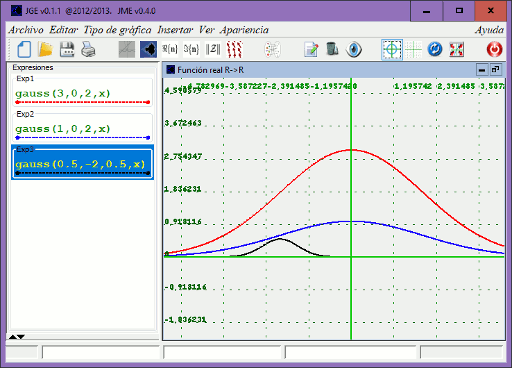 JGE v0.1.1 @2012/2013, JME v0.4.0
Archivo Editar Tipo de gráfica Insertar Ver Apariencia Ayuda
R(n) S(n) ‖Z‖
Expresiones
Exp1
gauss(3,0,2,x)
Exp2
gauss(1,0,2,x)
Exp3
gauss(0.5,-2,0.5,x)
Función real R->R
-3,587227 -2,391485 -1,195742 0 1,195742 2,391485 3,587
4,590579
3,672463
2,754347
1,836231
0,918116
0
-0,918116
-1,836231